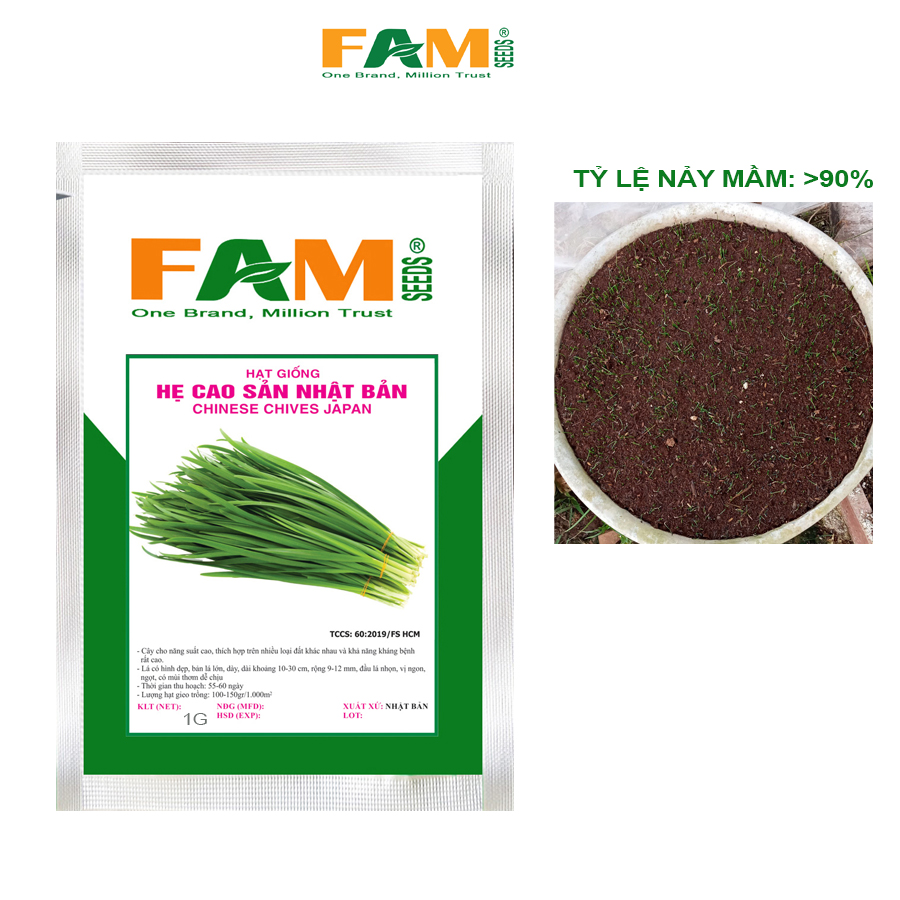 FAM SEEDS®
One Brand, Million Trust
TỶ LỆ NẢY MẦM: >90%
FAM SEEDS®
One Brand, Million Trust
HẠT GIỐNG
HẸ CAO SẢN NHẬT BẢN
CHINESE CHIVES JAPAN
TCCS: 60:2019/FS HCM
- Cây cho năng suất cao, thích hợp trên nhiều loại đất khác nhau và khả năng kháng bệnh
rất cao.
- Lá có hình dẹp, bản lá lớn, dày, dài khoảng 10-30 cm, rộng 9-12 mm, đầu lá nhọn, vị ngon,
ngọt, có mùi thơm dễ chịu
- Thời gian thu hoạch: 55-60 ngày
- Lượng hạt gieo trồng: 100-150gr/1.000m²
KLT (NET): 1G NDG (MFD): XUẤT XỨ: NHẬT BẢN
HSD (EXP): LOT: